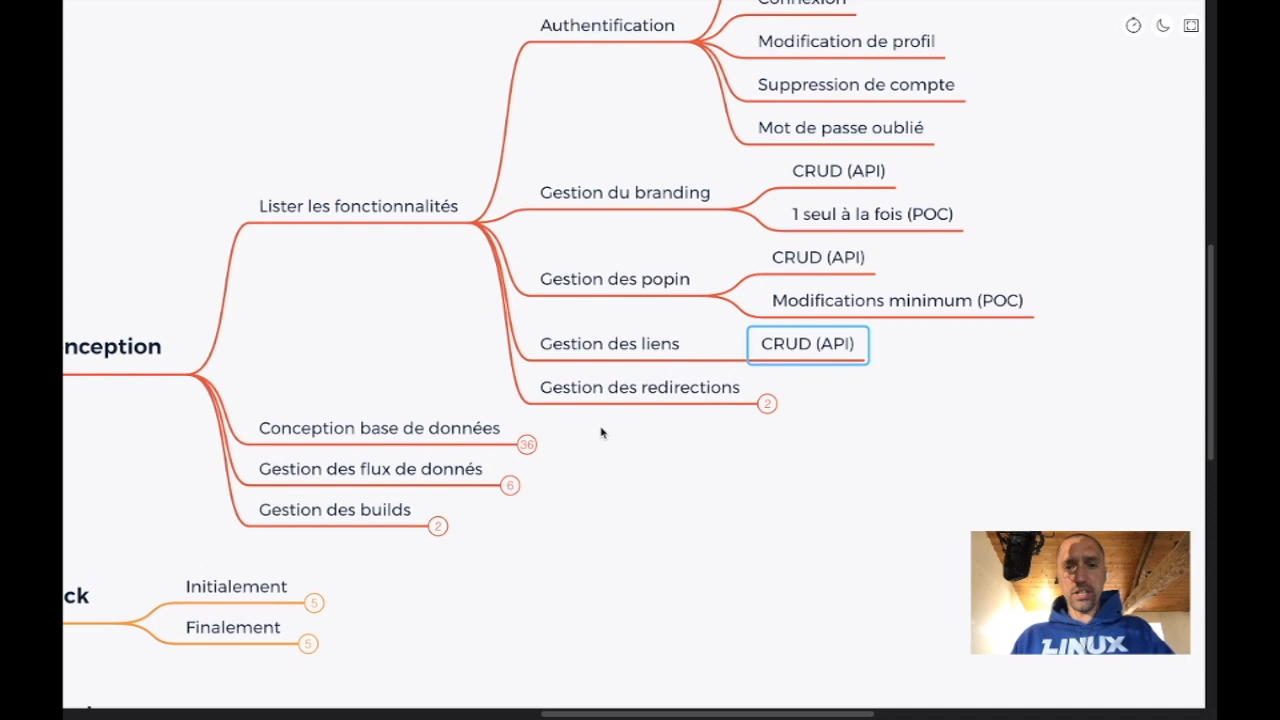 Authentification
Connexion
Modification de profil
Suppression de compte
Mot de passe oublié
Gestion du branding
CRUD (API)
1 seul à la fois (POC)
Lister les fonctionnalités
Gestion des popin
CRUD (API)
Modifications minimum (POC)
Gestion des liens
CRUD (API)
nception
Gestion des redirections
2
Conception base de données
36
Gestion des flux de donnés
6
Gestion des builds
2
ck
Initialement
5
Finalement
5
LINUX